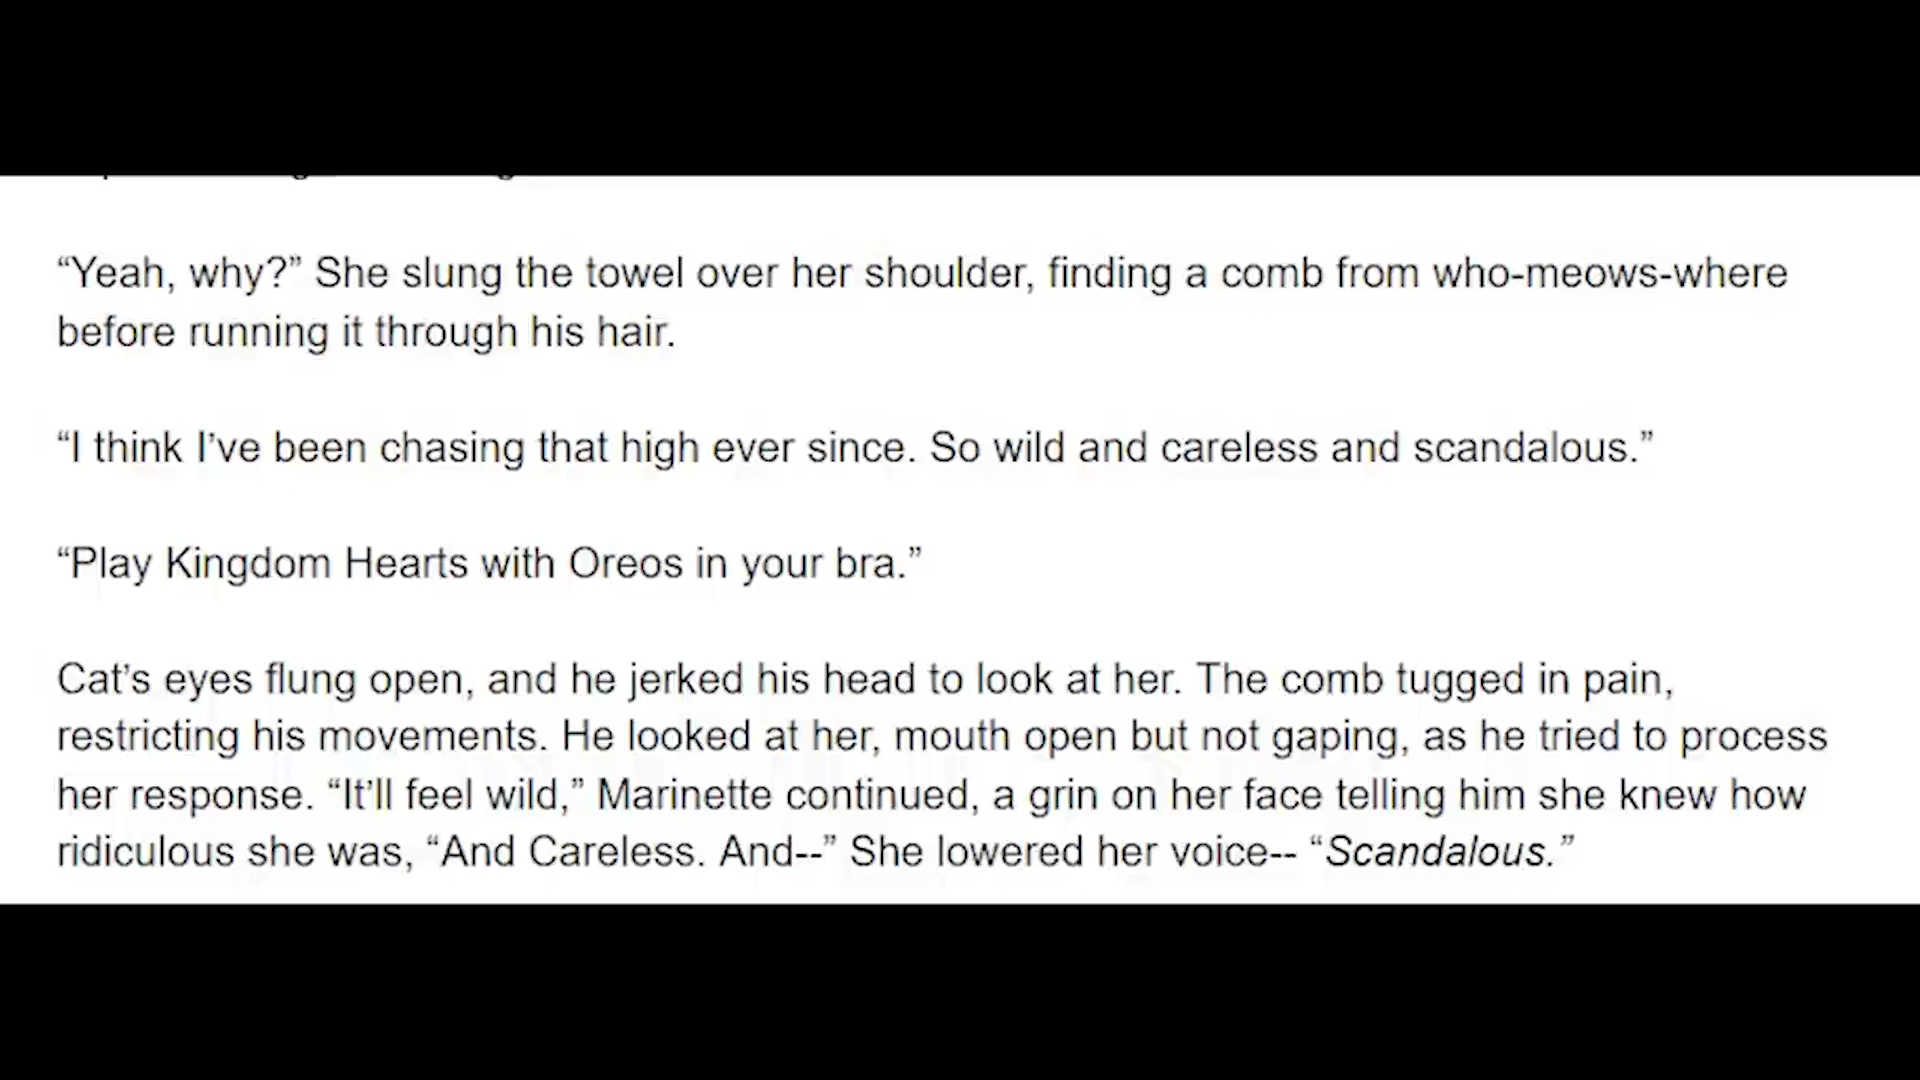 “Yeah, why?” She slung the towel over her shoulder, finding a comb from who-meows-where
before running it through his hair.
“I think I’ve been chasing that high ever since. So wild and careless and scandalous.”
“Play Kingdom Hearts with Oreos in your bra.”
Cat’s eyes flung open, and he jerked his head to look at her. The comb tugged in pain,
restricting his movements. He looked at her, mouth open but not gaping, as he tried to process
her response. “It’ll feel wild,” Marinette continued, a grin on her face telling him she knew how
ridiculous she was, “And Careless. And--” She lowered her voice-- “Scandalous.”